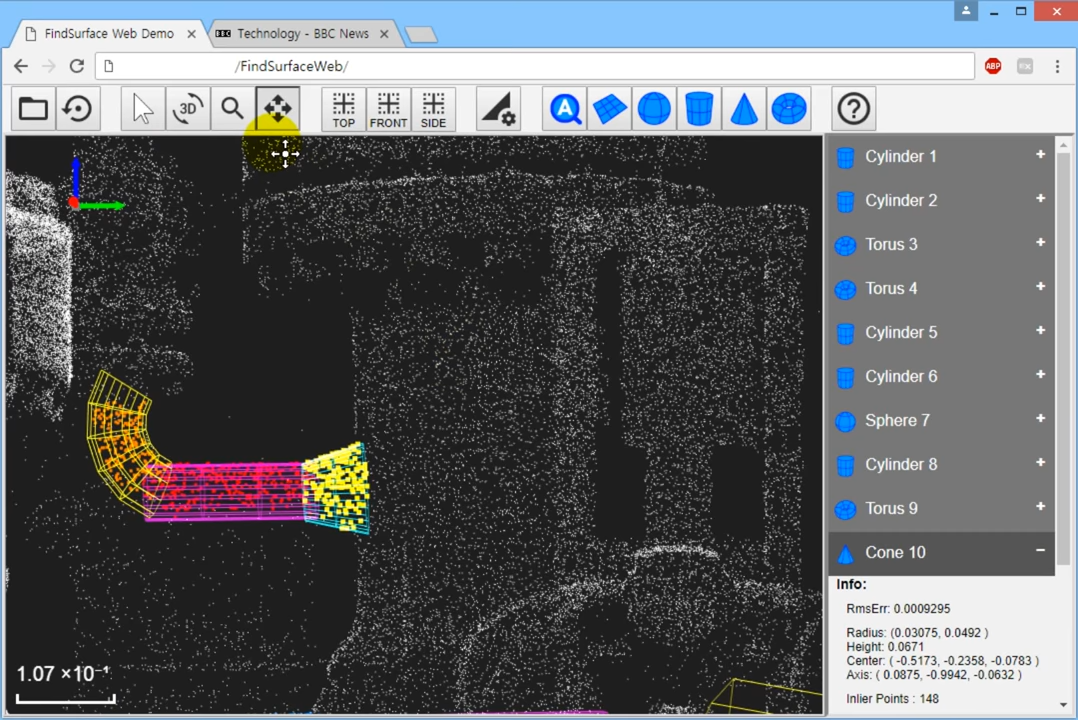 FindSurface Web Demo
Technology - BBC News
/FindSurfaceWeb/
ABP
3D
TOP
FRONT
SIDE
A
?
Cylinder 1
Cylinder 2
Torus 3
Torus 4
Cylinder 5
Cylinder 6
Sphere 7
Cylinder 8
Torus 9
Cone 10
Info:
RmsErr: 0.0009295
Radius: (0.03075, 0.0492 )
Height: 0.0671
Center: ( -0.5173, -0.2358, -0.0783 )
Axis: ( 0.0875, -0.9942, -0.0632 )
Inlier Points : 148
1.07 ×10⁻¹